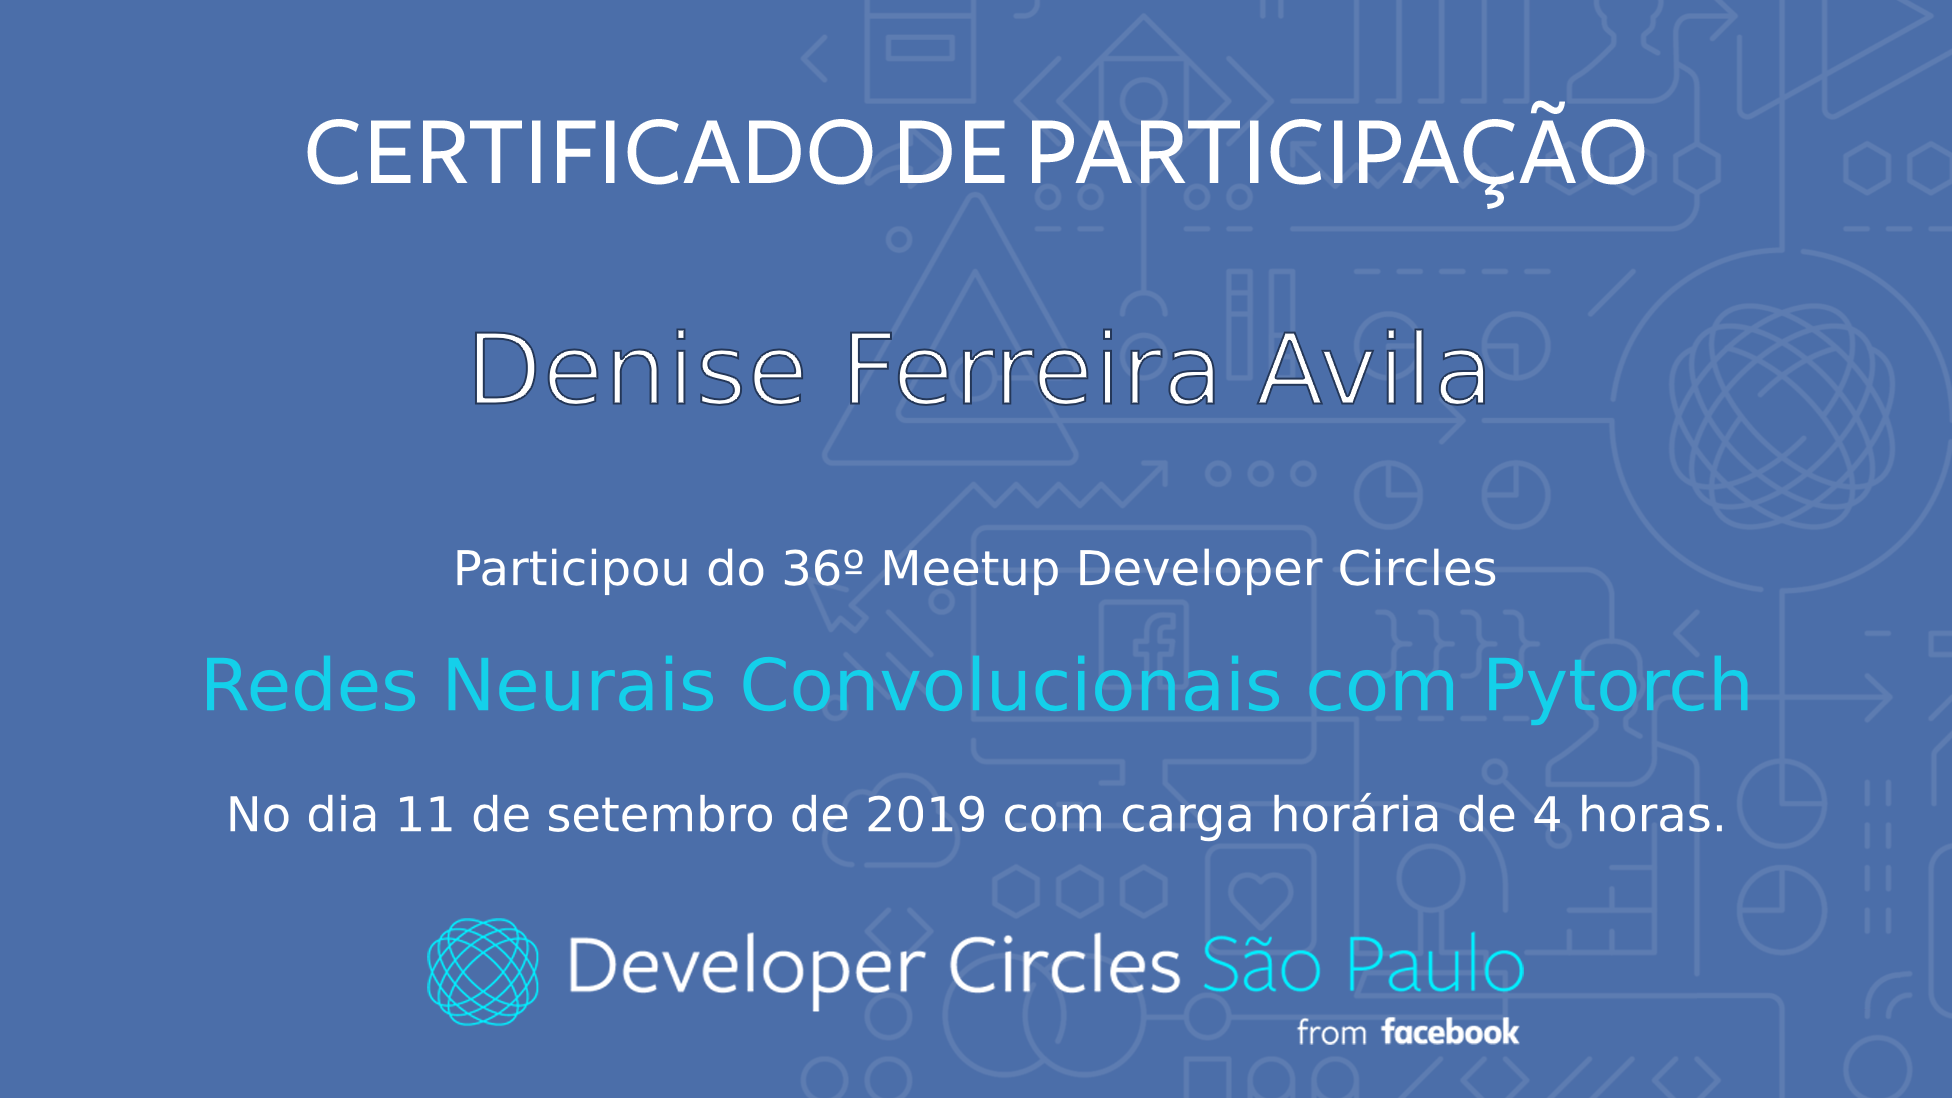 CERTIFICADO DE PARTICIPAÇÃO
Denise Ferreira Avila
Participou do 36º Meetup Developer Circles
Redes Neurais Convolucionais com Pytorch
No dia 11 de setembro de 2019 com carga horária de 4 horas.
Developer Circles São Paulo
from facebook